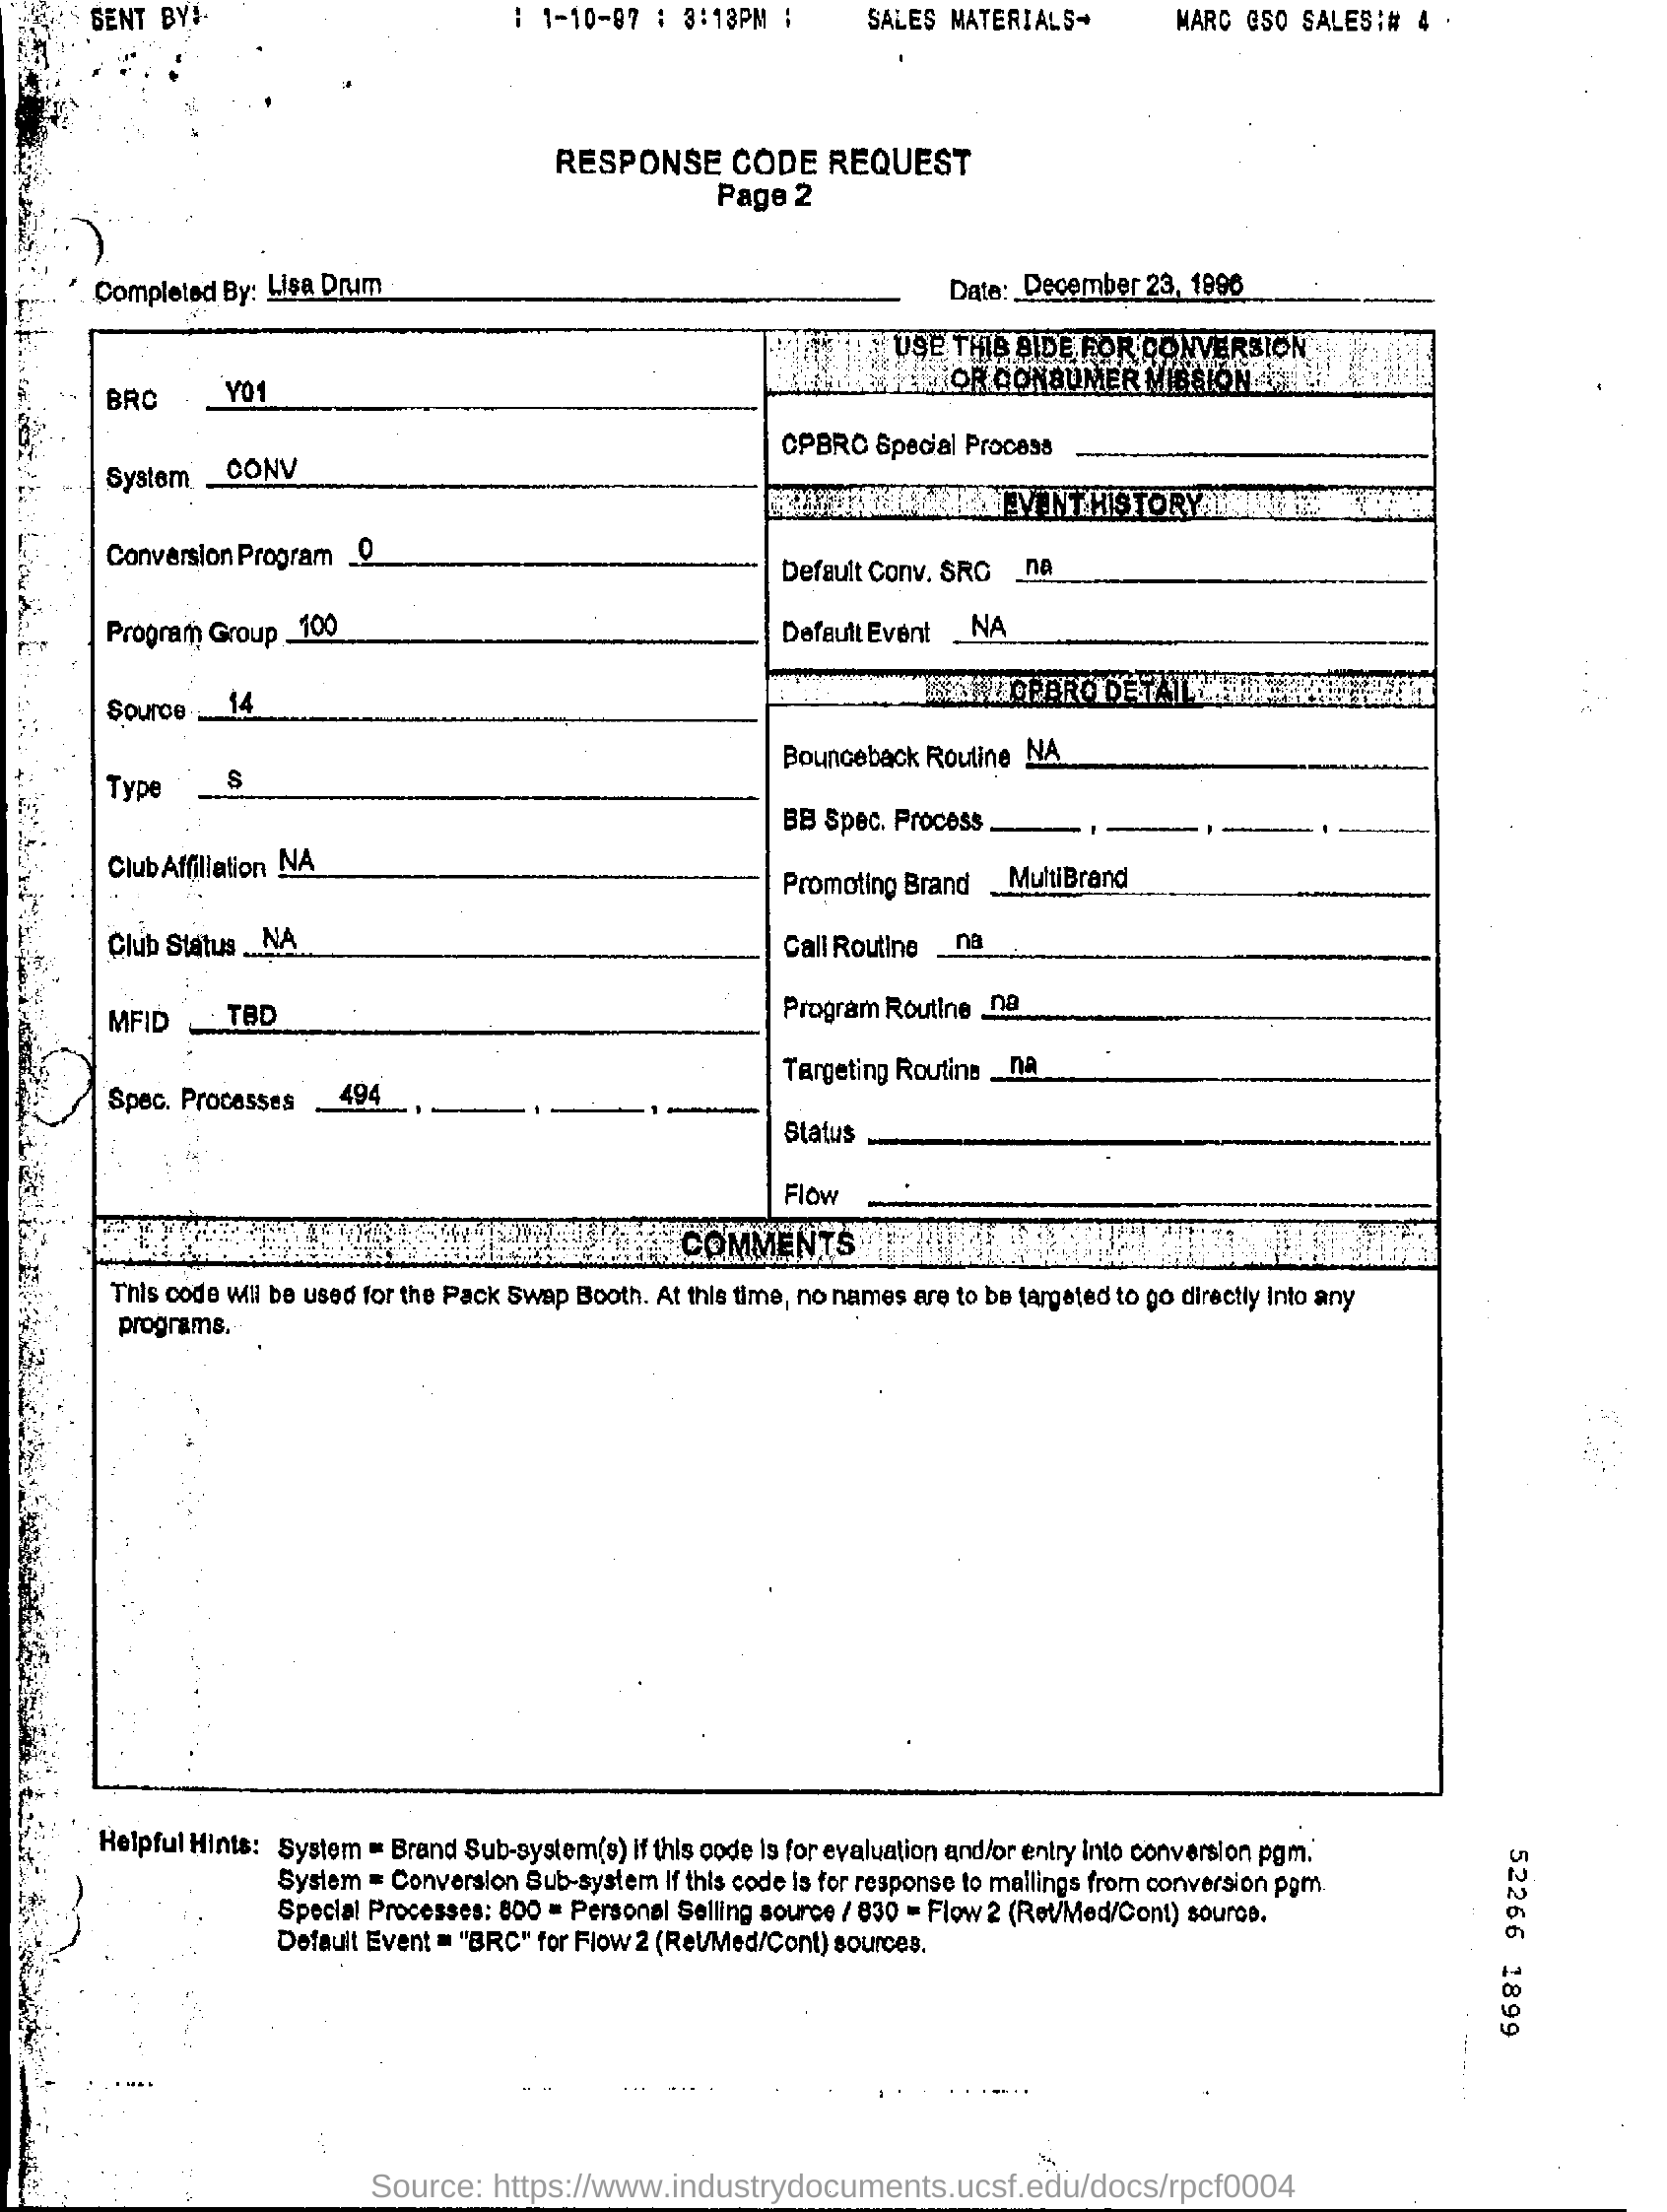 SENT BY: : 1-10-97 : 3:13PM ; SALES MATERIALS→ MARC GSO SALES;# 4
RESPONSE CODE REQUEST
Page 2
Completed By: Lisa Drum Date: December 23, 1996
BRC Y01
System CONV
Conversion Program 0
Program Group 100
Source 14
Type S
Club Affiliation NA
Club Status NA
MFID TBD
Spec. Processes 494 , , ,
USE THIS SIDE FOR CONVERSION
OR CONSUMER MISSION
CPBRC Special Process
EVENT HISTORY
Default Conv. SRC na
Default Event NA
CPBRC DETAIL
Bounceback Routine NA
BB Spec. Process , , ,
Promoting Brand MultiBrand
Call Routine na
Program Routine na
Targeting Routine na
Status
Flow
COMMENTS
This code will be used for the Pack Swap Booth. At this time, no names are to be targeted to go directly into any
programs.
Helpful Hints: System = Brand Sub-system(s) if this code is for evaluation and/or entry into conversion pgm.
System = Conversion Sub-system if this code is for response to mailings from conversion pgm.
Special Processes: 800 = Personal Selling source / 830 = Flow 2 (Ret/Med/Cont) source.
Default Event = "BRC" for Flow 2 (Ret/Med/Cont) sources.
52266 1899
Source: https://www.industrydocuments.ucsf.edu/docs/rpcf0004